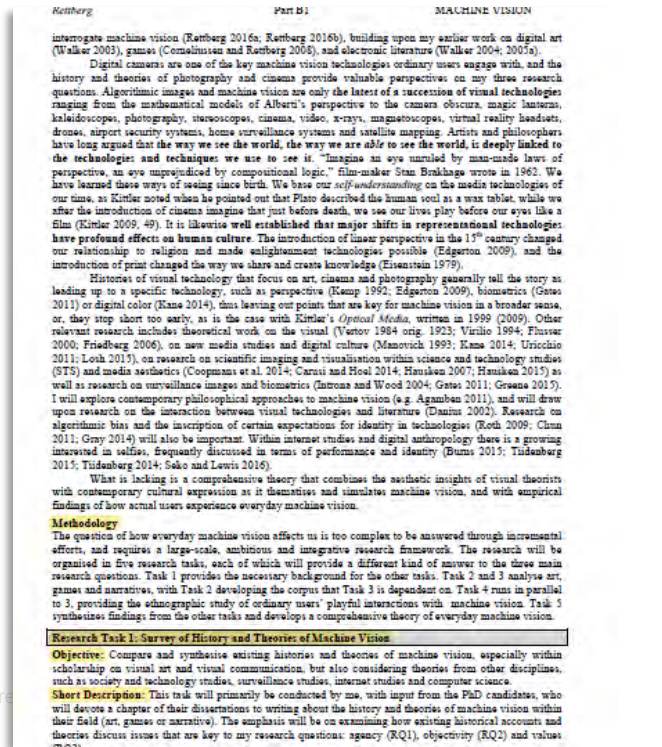 Rettberg Part B1 MACHINE VISION
interrogate machine vision (Rettberg 2016a; Rettberg 2016b), building upon my earlier work on digital art
(Walker 2003), games (Corneliussen and Rettberg 2008), and electronic literature (Walker 2004; 2005a).
Digital cameras are one of the key machine vision technologies ordinary users engage with, and the
history and theories of photography and cinema provide valuable perspectives on my three research
questions. Algorithmic images and machine vision are only the latest of a succession of visual technologies
ranging from the mathematical models of Alberti's perspective to the camera obscura, magic lanterns,
kaleidoscopes, photography, stereoscopes, cinema, video, x-rays, magnetoscopes, virtual reality headsets,
drones, airport security systems, home surveillance systems and satellite mapping. Artists and philosophers
have long argued that the way we see the world, the way we are able to see the world, is deeply linked to
the technologies and techniques we use to see it. "Imagine an eye unruled by man-made laws of
perspective, an eye unprejudiced by compositional logic," film-maker Stan Brakhage wrote in 1962. We
have learned these ways of seeing since birth. We base our self-understanding on the media technologies of
our time, as Kittler noted when he pointed out that Plato described the human soul as a wax tablet, while we
after the introduction of cinema imagine that just before death, we see our lives play before our eyes like a
film (Kittler 2009, 49). It is likewise well established that major shifts in representational technologies
have profound effects on human culture. The introduction of linear perspective in the 15th century changed
our relationship to religion and made enlightenment technologies possible (Edgerton 2009), and the
introduction of print changed the way we share and create knowledge (Eisenstein 1979).
Histories of visual technology that focus on art, cinema and photography generally tell the story as
leading up to a specific technology, such as perspective (Kemp 1992; Edgerton 2009), biometrics (Gates
2011) or digital color (Kane 2014), thus leaving out points that are key for machine vision in a broader sense,
or, they stop short too early, as is the case with Kittler's Optical Media, written in 1999 (2009). Other
relevant research includes theoretical work on the visual (Vertov 1984 orig. 1923; Virilio 1994; Flusser
2000; Friedberg 2006), on new media studies and digital culture (Manovich 1993; Kane 2014; Uricchio
2011; Losh 2015), on research on scientific imaging and visualisation within science and technology studies
(STS) and media aesthetics (Coopmans et al. 2014; Carusi and Hoel 2014; Hausken 2007; Hausken 2015) as
well as research on surveillance images and biometrics (Introna and Wood 2004; Gates 2011; Greene 2015).
I will explore contemporary philosophical approaches to machine vision (e.g. Agamben 2011), and will draw
upon research on the interaction between visual technologies and literature (Danius 2002). Research on
algorithmic bias and the inscription of certain expectations for identity in technologies (Roth 2009; Chun
2011; Gray 2014) will also be important. Within internet studies and digital anthropology there is a growing
interested in selfies, frequently discussed in terms of performance and identity (Burns 2015; Tiidenberg
2015; Tiidenberg 2014; Seko and Lewis 2016).
What is lacking is a comprehensive theory that combines the aesthetic insights of visual theorists
with contemporary cultural expression as it thematises and simulates machine vision, and with empirical
findings of how actual users experience everyday machine vision.
Methodology
The question of how everyday machine vision affects us is too complex to be answered through incremental
efforts, and requires a large-scale, ambitious and integrative research framework. The research will be
organised in five research tasks, each of which will provide a different kind of answer to the three main
research questions. Task 1 provides the necessary background for the other tasks. Task 2 and 3 analyse art,
games and narratives, with Task 2 developing the corpus that Task 3 is dependent on. Task 4 runs in parallel
to 3, providing the ethnographic study of ordinary users' playful interactions with machine vision. Task 5
synthesizes findings from the other tasks and develops a comprehensive theory of everyday machine vision.
Research Task 1: Survey of History and Theories of Machine Vision
Objective: Compare and synthesise existing histories and theories of machine vision, especially within
scholarship on visual art and visual communication, but also considering theories from other disciplines,
such as society and technology studies, surveillance studies, internet studies and computer science.
Short Description: This task will primarily be conducted by me, with input from the PhD candidates, who
will devote a chapter of their dissertations to writing about the history and theories of machine vision within
their field (art, games or narrative). The emphasis will be on examining how existing historical accounts and
theories discuss issues that are key to my research questions: agency (RQ1), objectivity (RQ2) and values